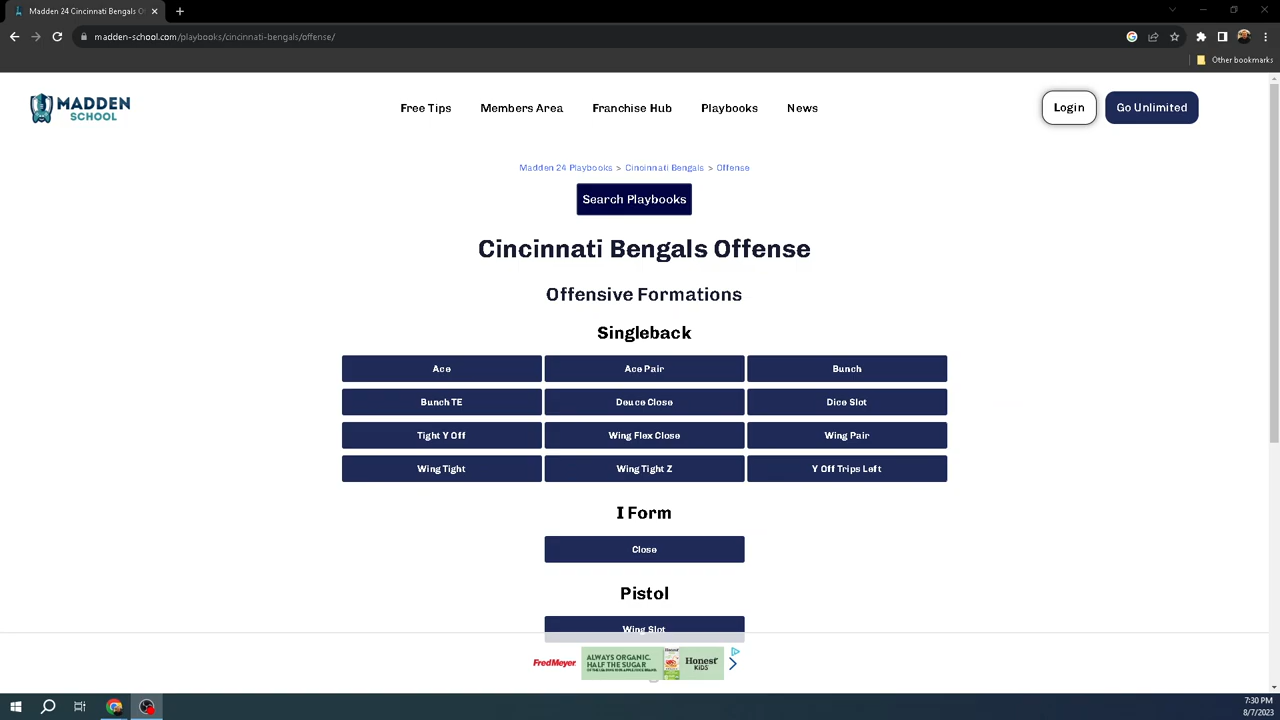 Madden 24 Cincinnati Bengals O
madden-school.com/playbooks/cincinnati-bengals/offense/
Other bookmarks
MADDEN
SCHOOL
Free Tips
Members Area
Franchise Hub
Playbooks
News
Login
Go Unlimited
Madden 24 Playbooks > Cincinnati Bengals > Offense
Search Playbooks
Cincinnati Bengals Offense
Offensive Formations
Singleback
Ace
Ace Pair
Bunch
Bunch TE
Deuce Close
Dice Slot
Tight Y Off
Wing Flex Close
Wing Pair
Wing Tight
Wing Tight Z
Y Off Trips Left
I Form
Close
Pistol
Wing Slot
FredMeyer
ALWAYS ORGANIC.
HALF THE SUGAR
Honest
KIDS
7:30 PM
8/7/2023